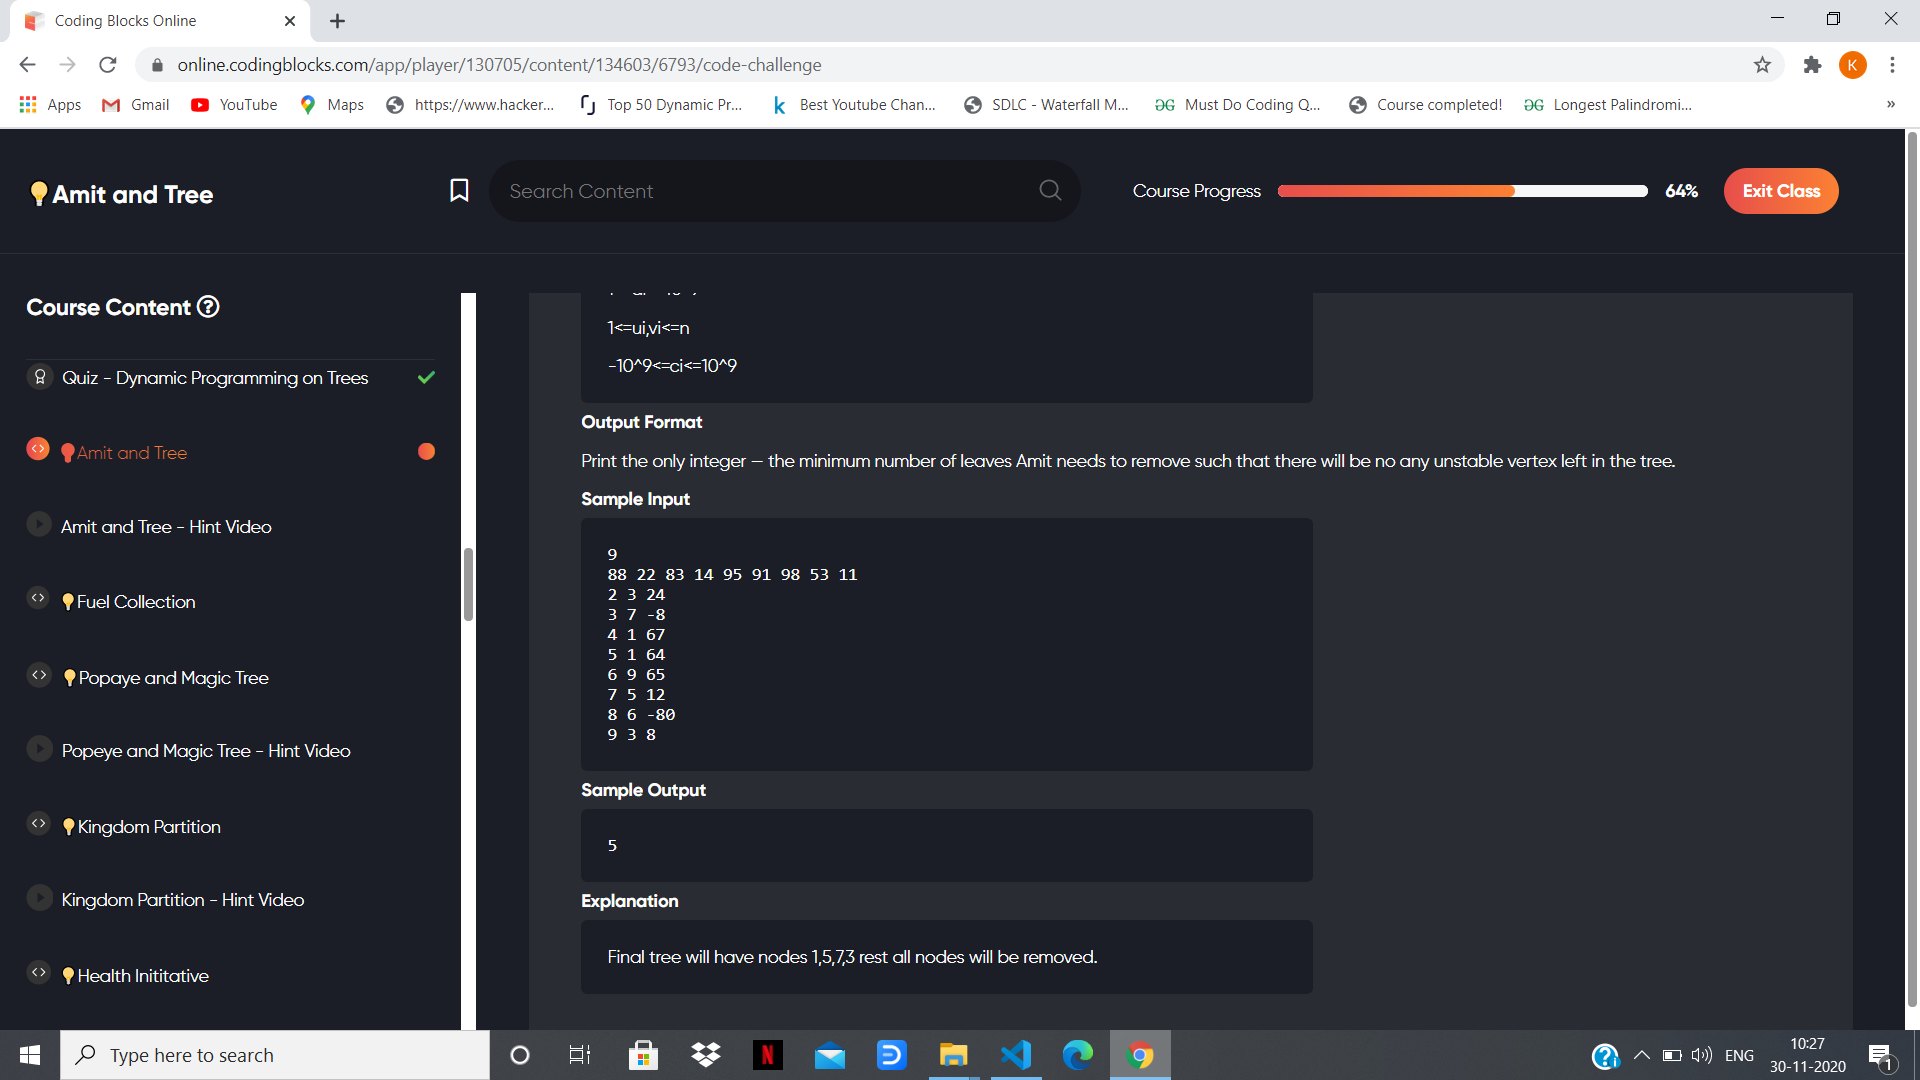 Coding Blocks Online
online.codingblocks.com/app/player/130705/content/134603/6793/code-challenge
K
Apps
Gmail
YouTube
Maps
https://www.hacker...
Top 50 Dynamic Pr...
Best Youtube Chan...
SDLC - Waterfall M...
Must Do Coding Q...
Course completed!
Longest Palindromi...
»
Amit and Tree
Search Content
Course Progress
64%
Exit Class
Course Content
Quiz - Dynamic Programming on Trees
Amit and Tree
Amit and Tree - Hint Video
Fuel Collection
Popaye and Magic Tree
Popeye and Magic Tree - Hint Video
Kingdom Partition
Kingdom Partition - Hint Video
Health Inititative
1<=ui,vi<=n
-10^9<=ci<=10^9
Output Format
Print the only integer — the minimum number of leaves Amit needs to remove such that there will be no any unstable vertex left in the tree.
Sample Input
9
88 22 83 14 95 91 98 53 11
2 3 24
3 7 -8
4 1 67
5 1 64
6 9 65
7 5 12
8 6 -80
9 3 8
Sample Output
5
Explanation
Final tree will have nodes 1,5,7,3 rest all nodes will be removed.
Type here to search
ENG
10:27
30-11-2020
1